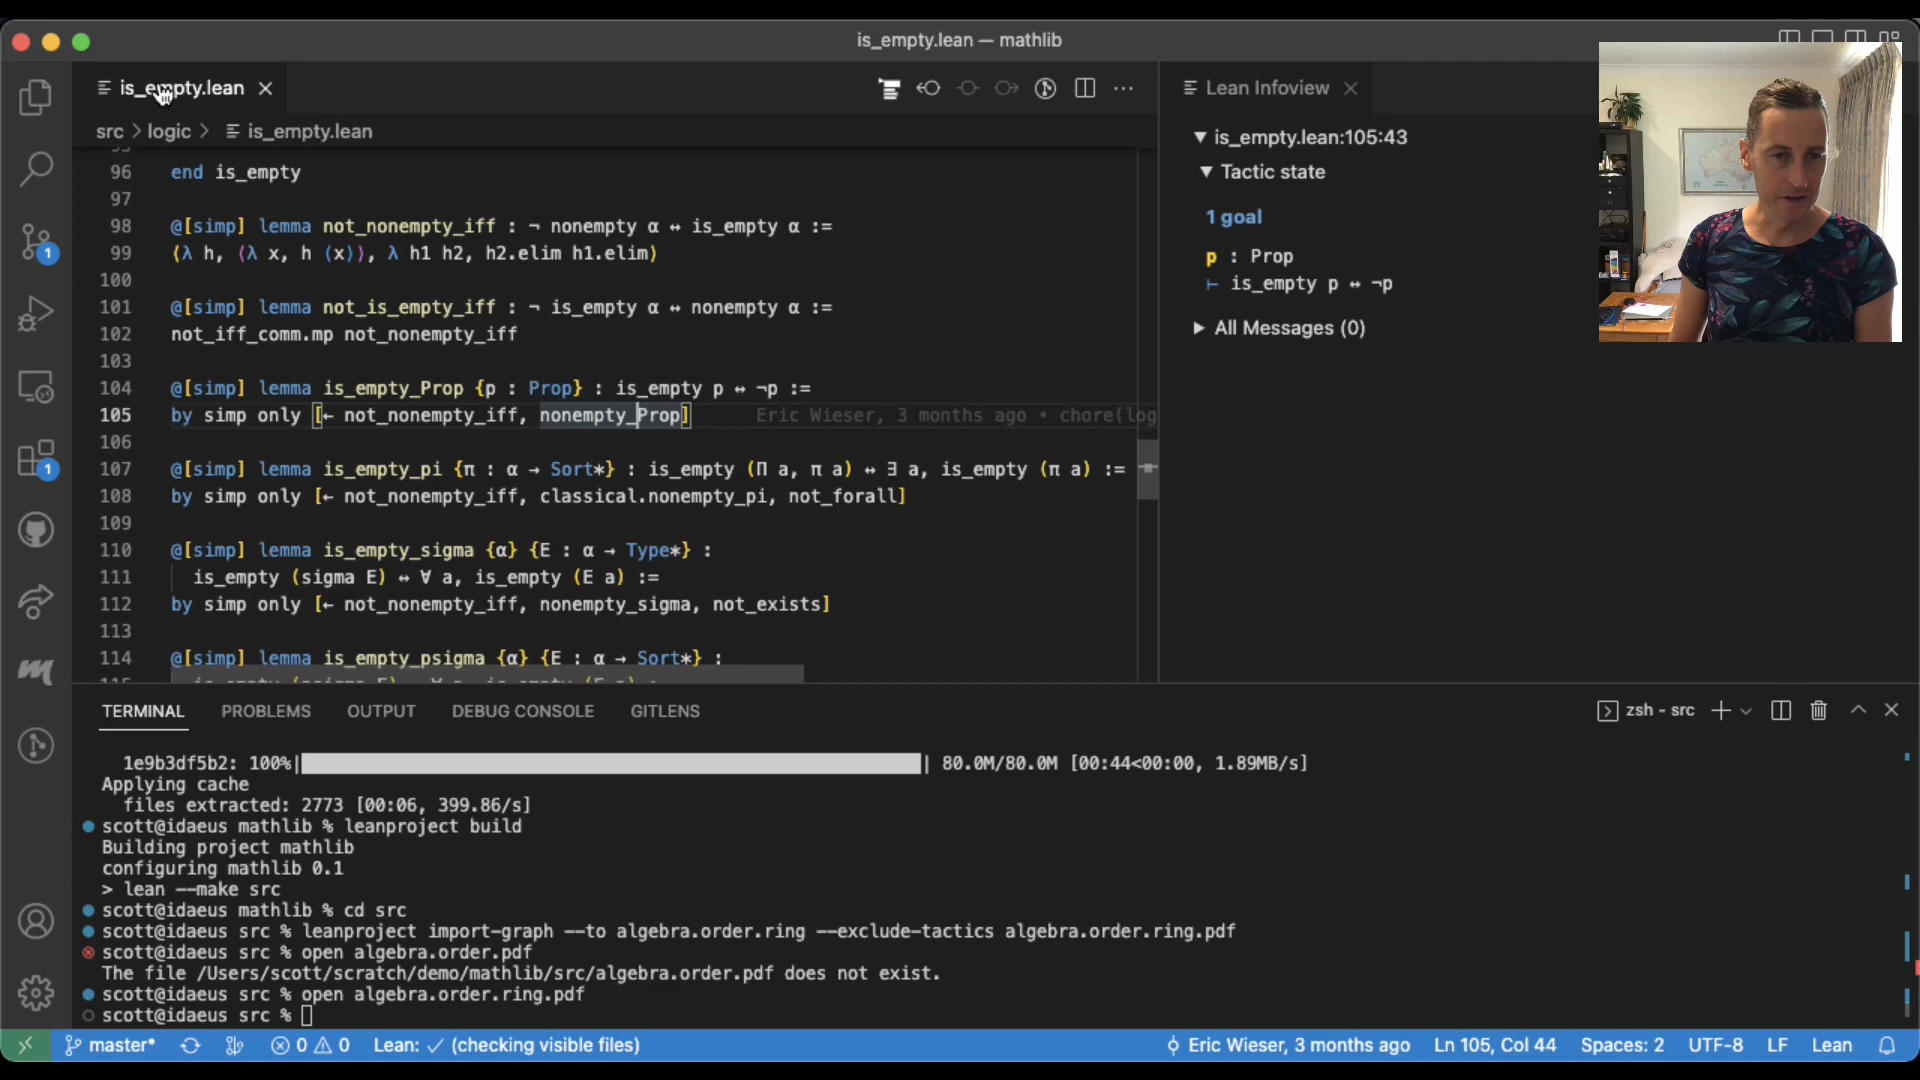 is_empty.lean — mathlib
is_empty.lean
Lean Infoview
src > logic > is_empty.lean
is_empty.lean:105:43
Tactic state
1 goal
p : Prop
⊢ is_empty p ↔ ¬p
All Messages (0)
96 end is_empty
97
98 @[simp] lemma not_nonempty_iff : ¬ nonempty α ↔ is_empty α :=
99 ⟨λ h, ⟨λ x, h ⟨x⟩⟩, λ h1 h2, h2.elim h1.elim⟩
100
101 @[simp] lemma not_is_empty_iff : ¬ is_empty α ↔ nonempty α :=
102 not_iff_comm.mp not_nonempty_iff
103
104 @[simp] lemma is_empty_Prop {p : Prop} : is_empty p ↔ ¬p :=
105 by simp only [← not_nonempty_iff, nonempty_Prop] Eric Wieser, 3 months ago • chore(log
106
107 @[simp] lemma is_empty_pi {π : α → Sort*} : is_empty (Π a, π a) ↔ ∃ a, is_empty (π a) :=
108 by simp only [← not_nonempty_iff, classical.nonempty_pi, not_forall]
109
110 @[simp] lemma is_empty_sigma {α} {E : α → Type*} :
111 is_empty (sigma E) ↔ ∀ a, is_empty (E a) :=
112 by simp only [← not_nonempty_iff, nonempty_sigma, not_exists]
113
114 @[simp] lemma is_empty_psigma {α} {E : α → Sort*} :
1
1
TERMINAL PROBLEMS OUTPUT DEBUG CONSOLE GITLENS
zsh - src
1e9b3df5b2: 100%| | 80.0M/80.0M [00:44<00:00, 1.89MB/s]
Applying cache
files extracted: 2773 [00:06, 399.86/s]
scott@idaeus mathlib % leanproject build
Building project mathlib
configuring mathlib 0.1
> lean --make src
scott@idaeus mathlib % cd src
scott@idaeus src % leanproject import-graph --to algebra.order.ring --exclude-tactics algebra.order.ring.pdf
scott@idaeus src % open algebra.order.pdf
The file /Users/scott/scratch/demo/mathlib/src/algebra.order.pdf does not exist.
scott@idaeus src % open algebra.order.ring.pdf
scott@idaeus src %
master* 0 0 Lean: ✓ (checking visible files) Eric Wieser, 3 months ago Ln 105, Col 44 Spaces: 2 UTF-8 LF Lean